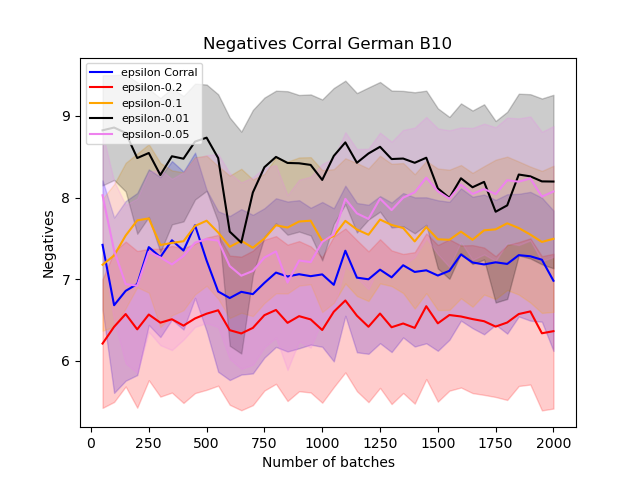 Negatives Corral German B10
epsilon Corral
epsilon-0.2
epsilon-0.1
epsilon-0.01
epsilon-0.05
Negatives
9
8
7
6
0 250 500 750 1000 1250 1500 1750 2000
Number of batches